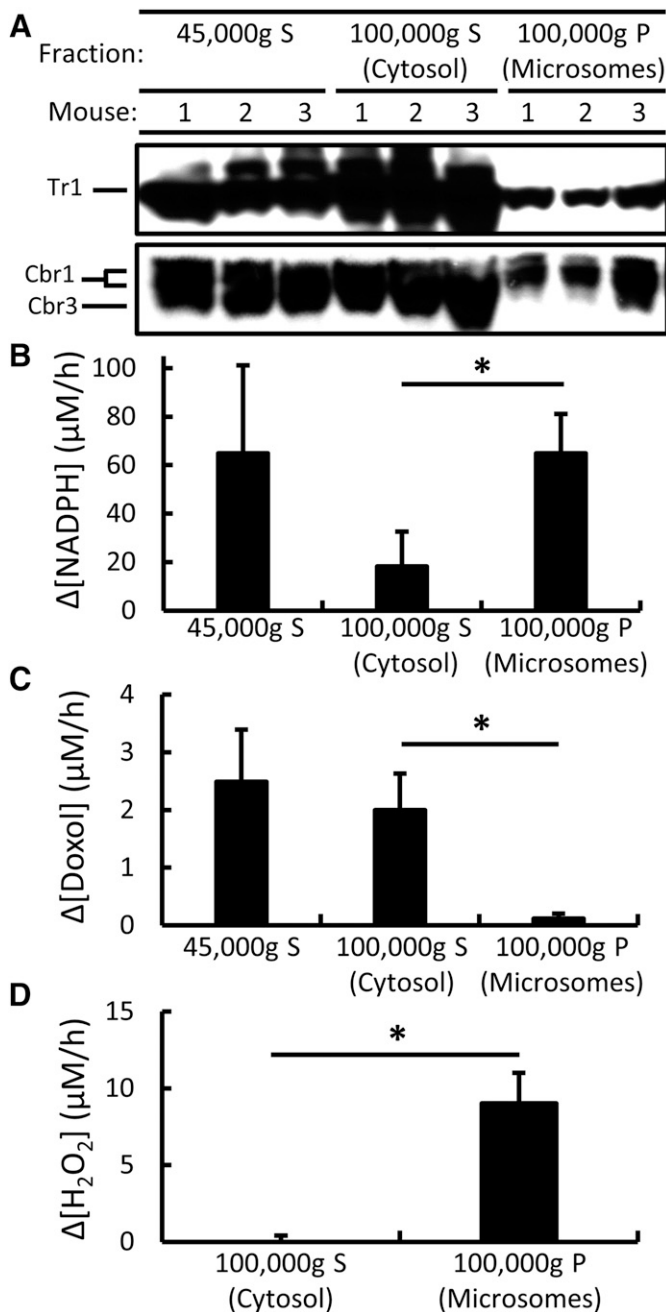 A
Fraction: 45,000g S 100,000g S (Cytosol) 100,000g P (Microsomes)
Mouse: 1 2 3 1 2 3 1 2 3
Tr1
Cbr1
Cbr3
B
Δ[NADPH] (µM/h)
100
80
60
40
20
0
*
45,000g S 100,000g S 100,000g P
(Cytosol) (Microsomes)
C
Δ[Doxol] (µM/h)
4
3
2
1
0
*
45,000g S 100,000g S 100,000g P
(Cytosol) (Microsomes)
D
Δ[H₂O₂] (µM/h)
15
10
5
0
*
100,000g S 100,000g P
(Cytosol) (Microsomes)